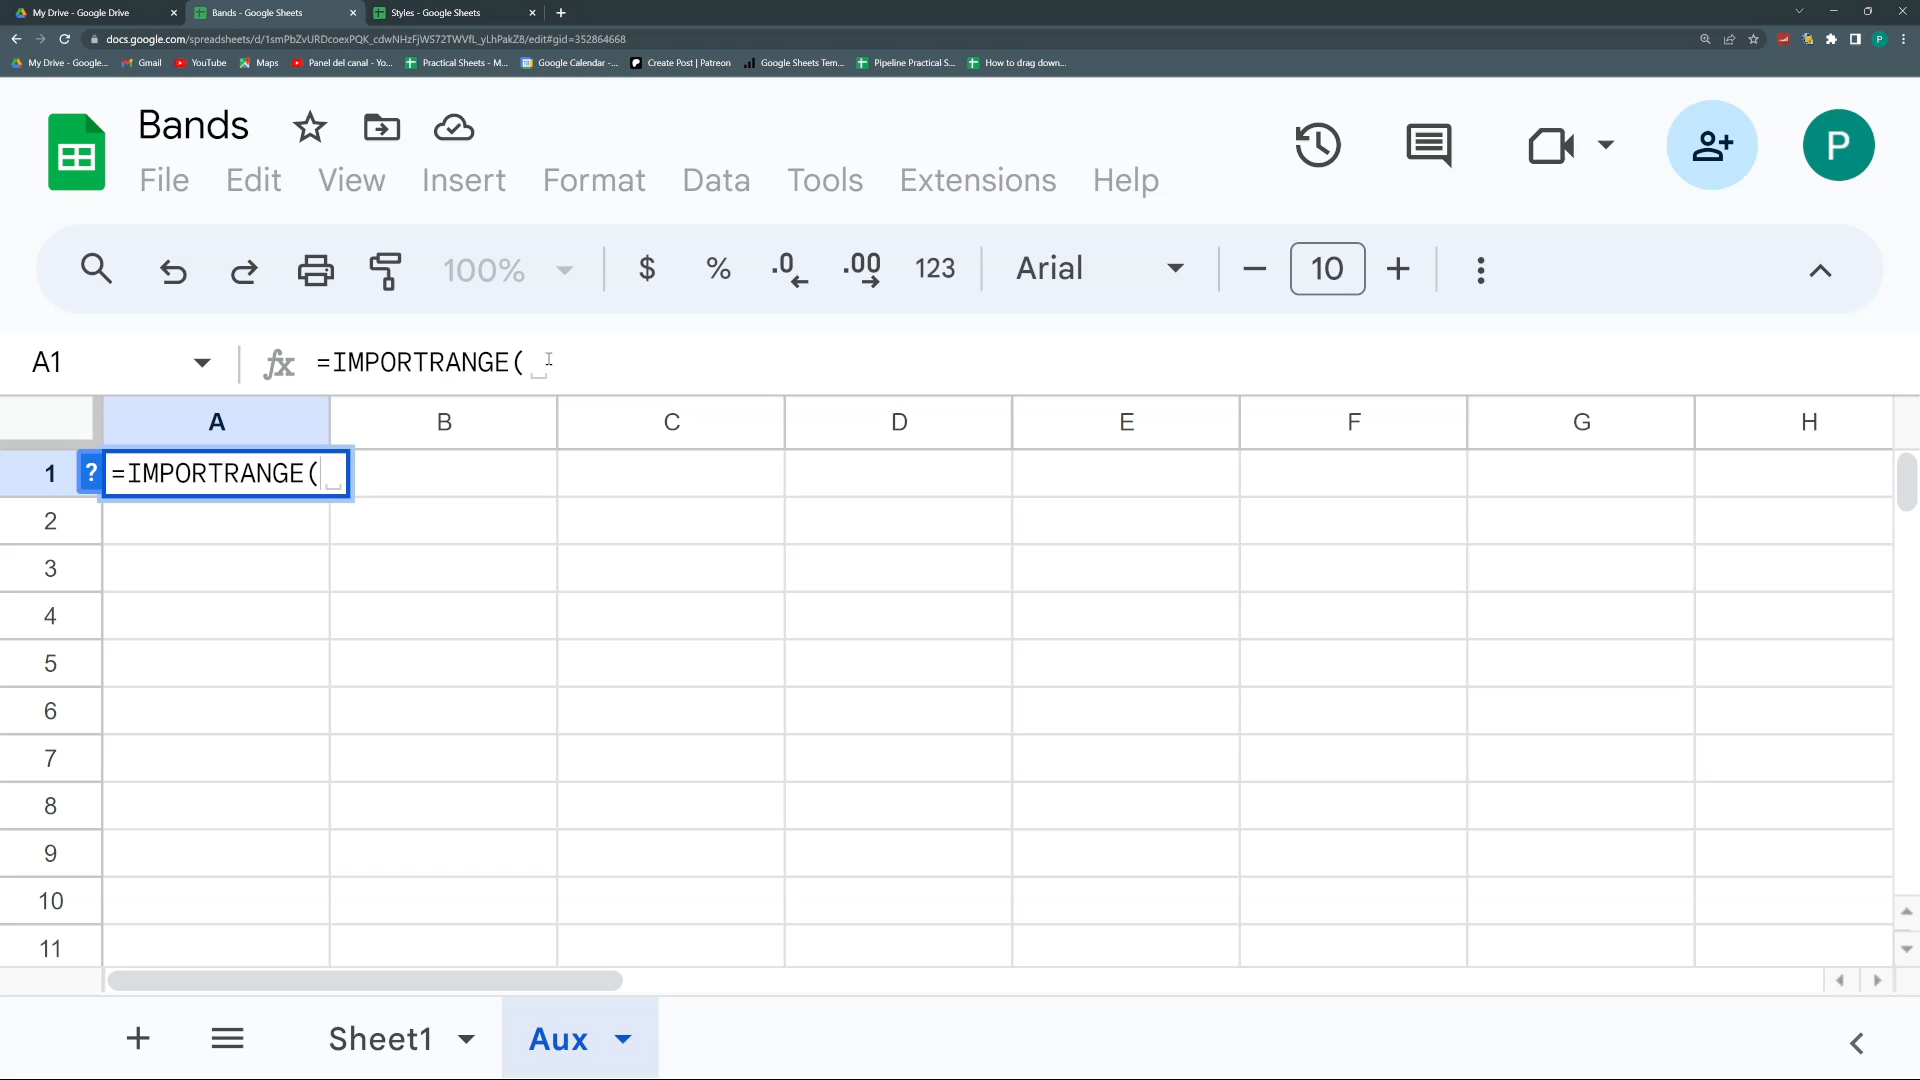 My Drive - Google Drive
Bands - Google Sheets
Styles - Google Sheets
docs.google.com/spreadsheets/d/1smPbZvURDcoexPQK_cdwNHzFjWS72TWVfL_yLhPakZ8/edit#gid=352864668
P
My Drive - Google...
Gmail
YouTube
Maps
Panel del canal - Yo...
Practical Sheets - M...
Google Calendar -...
Create Post | Patreon
Google Sheets Tem...
Pipeline Practical S...
How to drag down...
Bands
P
File Edit View Insert Format Data Tools Extensions Help
100% $ % .0 .00 123 Arial 10
A1 fx =IMPORTRANGE(
A B C D E F G H
1 ? =IMPORTRANGE(
2
3
4
5
6
7
8
9
10
11
Sheet1 Aux